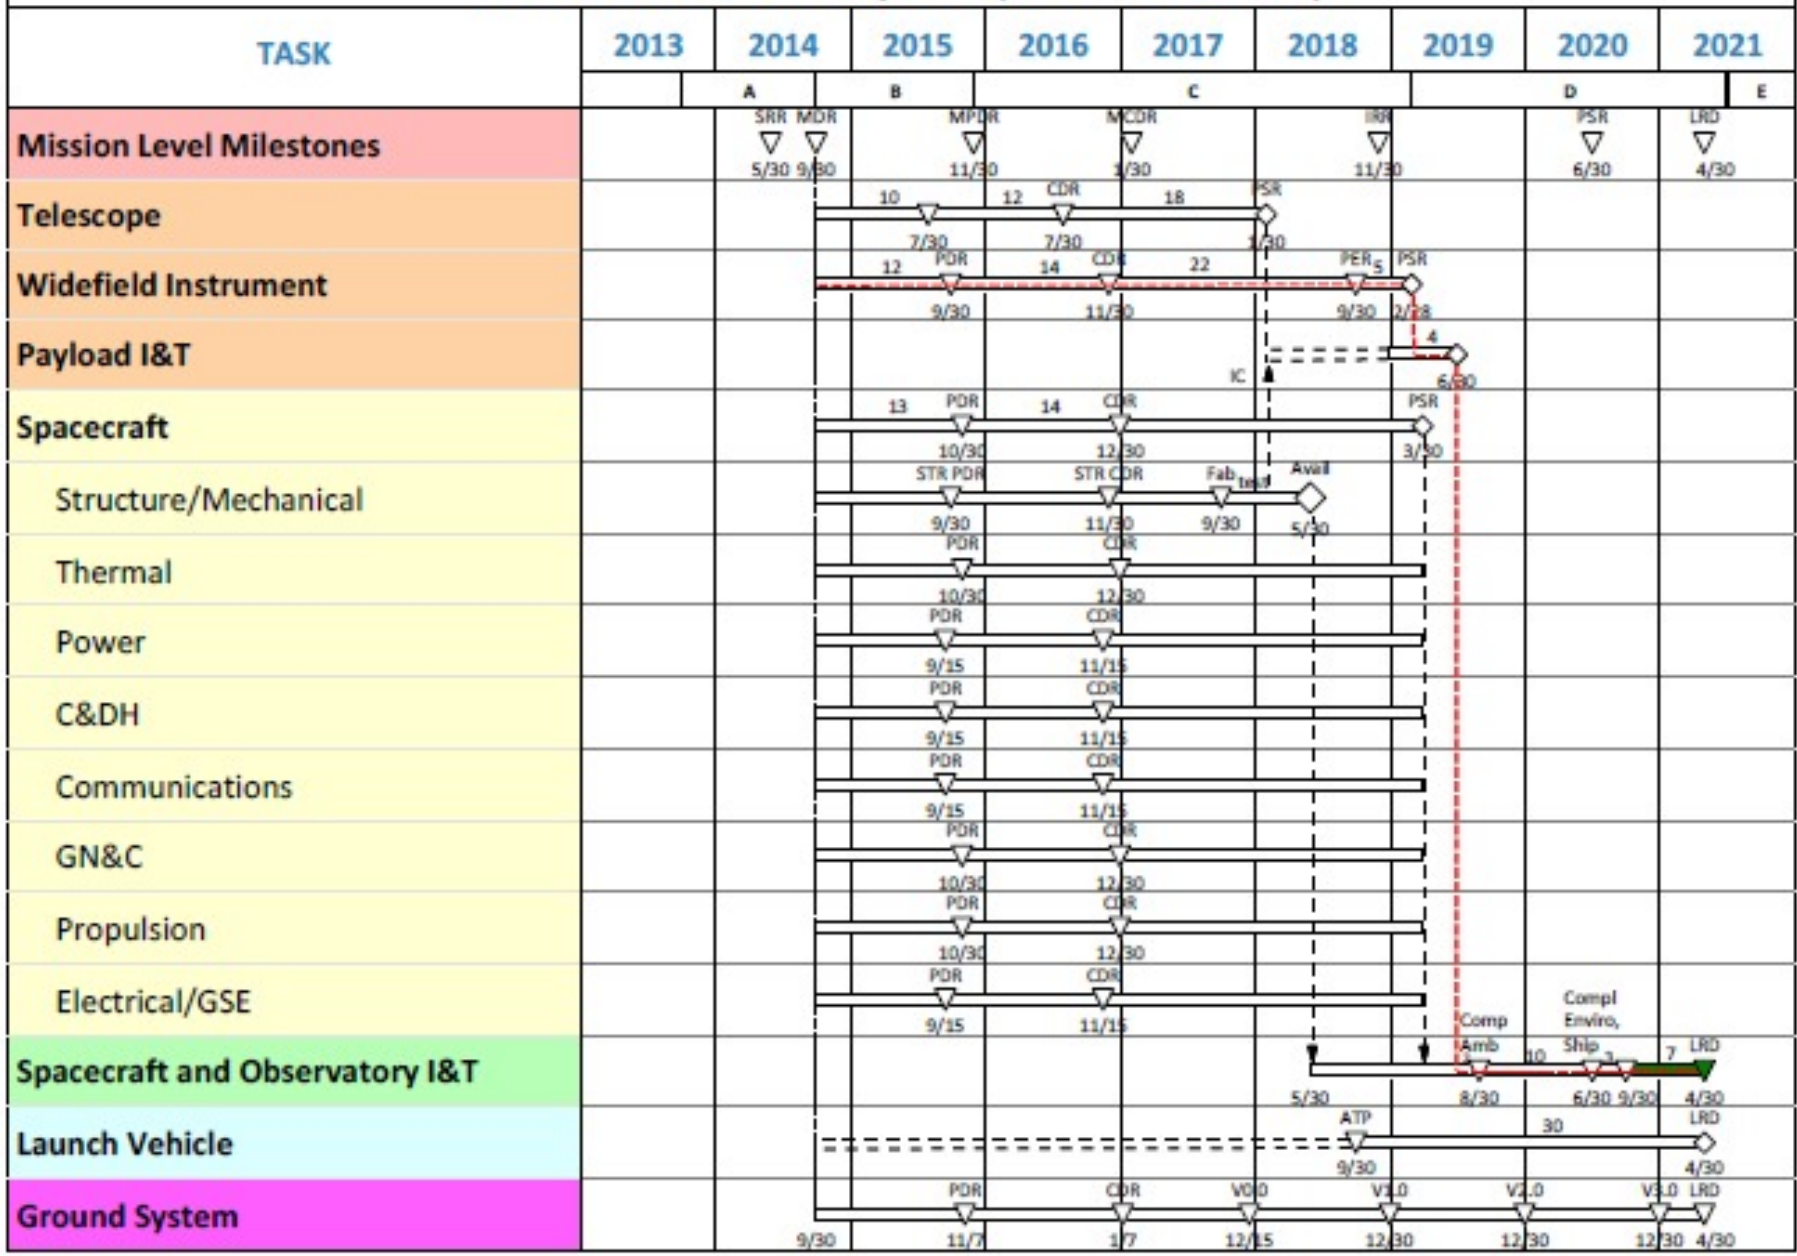 TASK 2013 2014 2015 2016 2017 2018 2019 2020 2021
A B C D E
SRR MDR MPDR MCDR IRR PSR LRD
Mission Level Milestones
5/30 9/30 11/30 1/30 11/30 6/30 4/30
10 12 CDR 18 PSR
Telescope
7/30 7/30 1/30
12 PDR 14 CDR 22 PER 5 PSR
Widefield Instrument
9/30 11/30 9/30 2/28
4
Payload I&T
IC 6/30
13 PDR 14 CDR PSR
Spacecraft
10/30 12/30 3/30
STR PDR STR CDR Fab test Avail
Structure/Mechanical
9/30 11/30 9/30 5/30
PDR CDR
Thermal
10/30 12/30
PDR CDR
Power
9/15 11/15
PDR CDR
C&DH
9/15 11/15
PDR CDR
Communications
9/15 11/15
PDR CDR
GN&C
10/30 12/30
PDR CDR
Propulsion
10/30 12/30
PDR CDR
Electrical/GSE
9/15 11/15
Compl
Comp Enviro,
Amb 10 Ship 3 7 LRD
Spacecraft and Observatory I&T
5/30 8/30 6/30 9/30 4/30
ATP 30 LRD
Launch Vehicle
9/30 4/30
PDR CDR V0.0 V1.0 V2.0 V3.0 LRD
Ground System
9/30 11/7 1/7 12/15 12/30 12/30 12/30 4/30